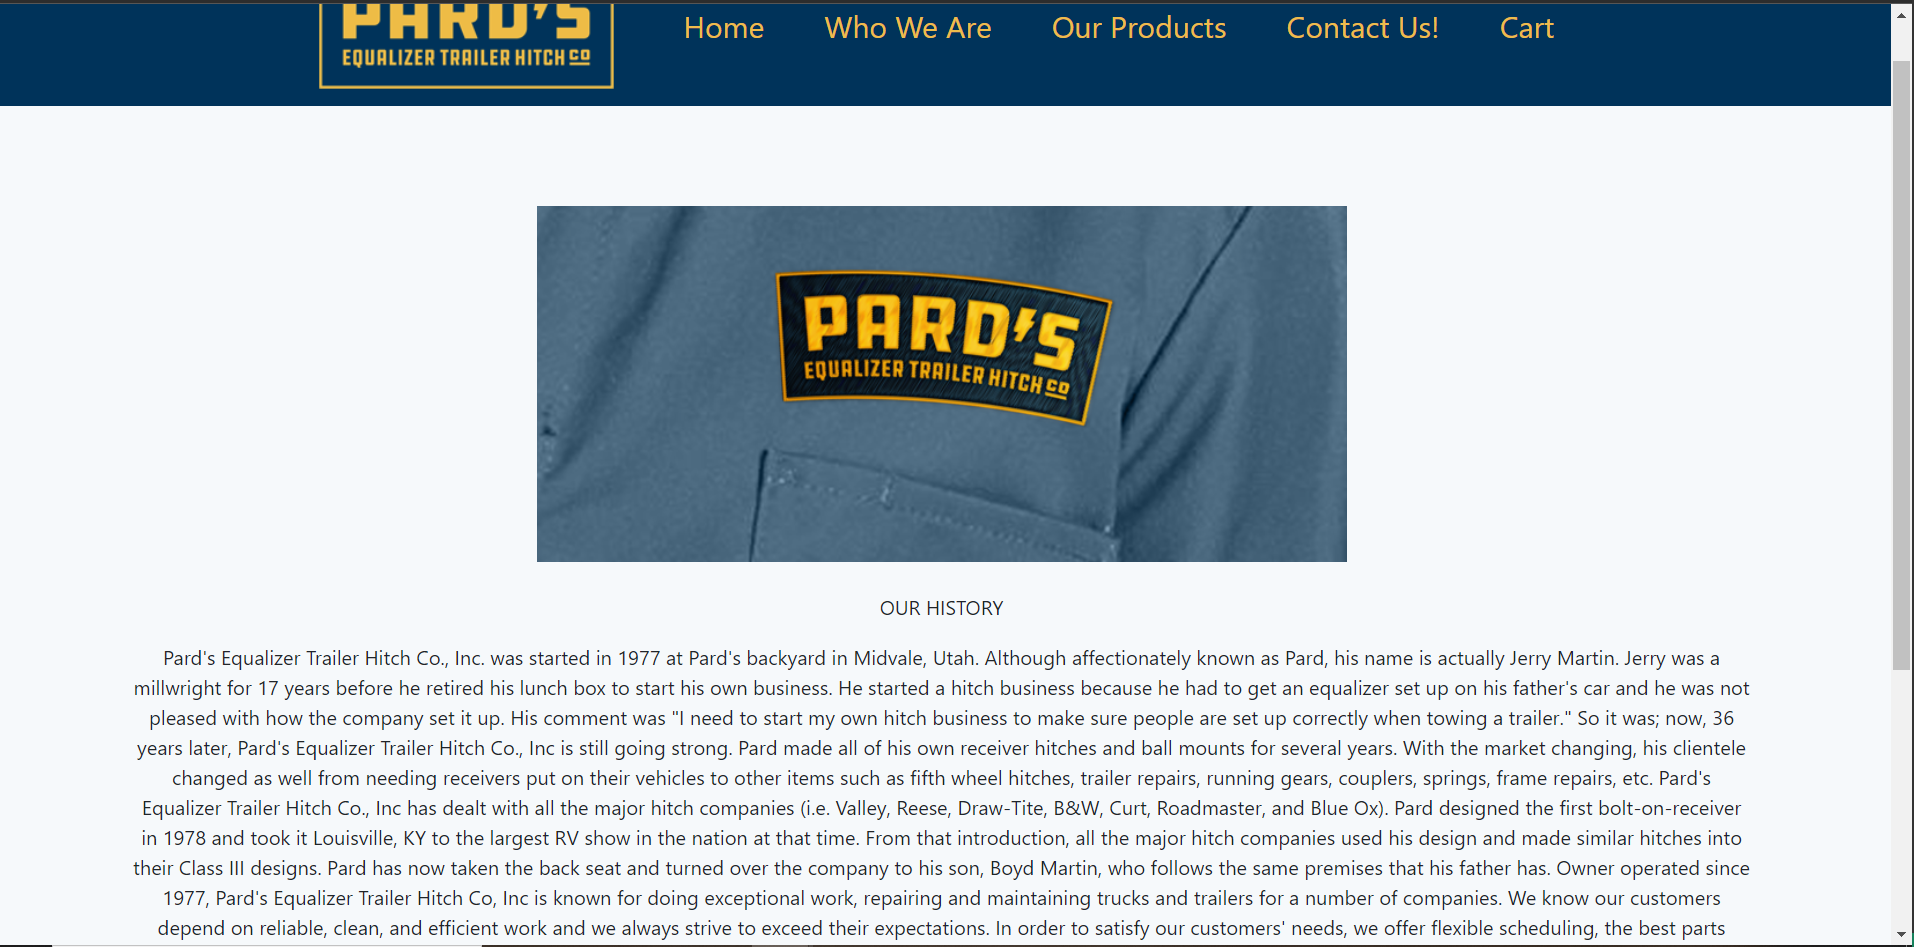 PARD'S
EQUALIZER TRAILER HITCH CO
Home
Who We Are
Our Products
Contact Us!
Cart
PARD'S
EQUALIZER TRAILER HITCH CO
OUR HISTORY
Pard's Equalizer Trailer Hitch Co., Inc. was started in 1977 at Pard's backyard in Midvale, Utah. Although affectionately known as Pard, his name is actually Jerry Martin. Jerry was a
millwright for 17 years before he retired his lunch box to start his own business. He started a hitch business because he had to get an equalizer set up on his father's car and he was not
pleased with how the company set it up. His comment was "I need to start my own hitch business to make sure people are set up correctly when towing a trailer." So it was; now, 36
years later, Pard's Equalizer Trailer Hitch Co., Inc is still going strong. Pard made all of his own receiver hitches and ball mounts for several years. With the market changing, his clientele
changed as well from needing receivers put on their vehicles to other items such as fifth wheel hitches, trailer repairs, running gears, couplers, springs, frame repairs, etc. Pard's
Equalizer Trailer Hitch Co., Inc has dealt with all the major hitch companies (i.e. Valley, Reese, Draw-Tite, B&W, Curt, Roadmaster, and Blue Ox). Pard designed the first bolt-on-receiver
in 1978 and took it Louisville, KY to the largest RV show in the nation at that time. From that introduction, all the major hitch companies used his design and made similar hitches into
their Class III designs. Pard has now taken the back seat and turned over the company to his son, Boyd Martin, who follows the same premises that his father has. Owner operated since
1977, Pard's Equalizer Trailer Hitch Co, Inc is known for doing exceptional work, repairing and maintaining trucks and trailers for a number of companies. We know our customers
depend on reliable, clean, and efficient work and we always strive to exceed their expectations. In order to satisfy our customers' needs, we offer flexible scheduling, the best parts